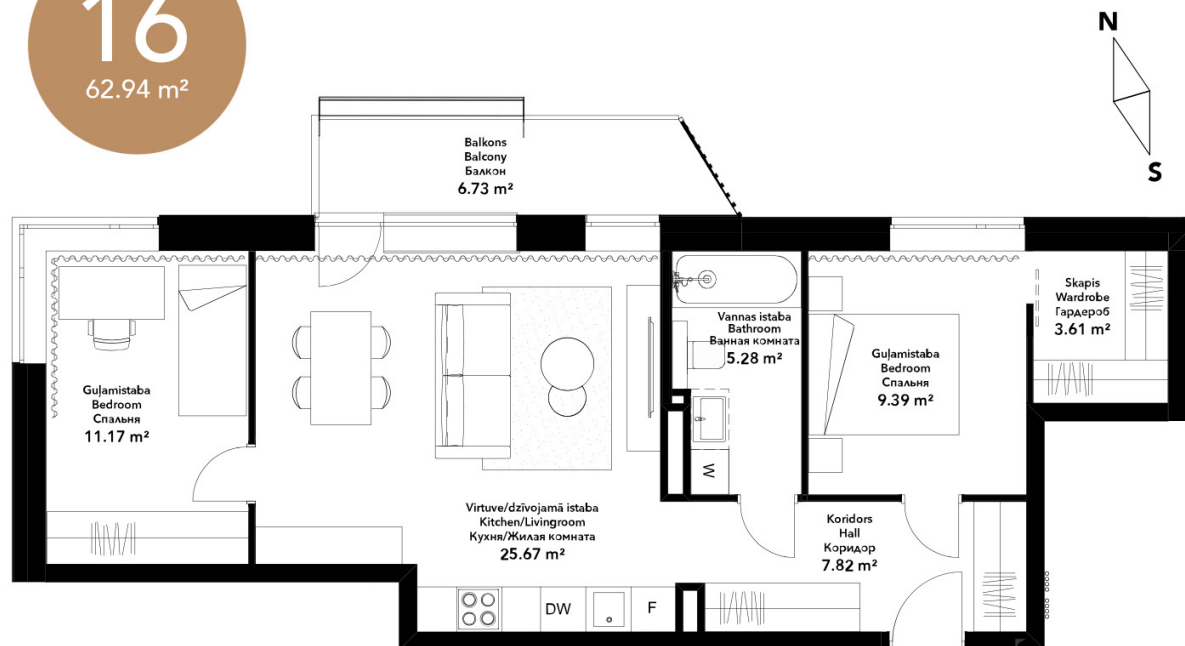 16
62.94 m²
N
S
Balkons
Balcony
Балкон
6.73 m²
Guļamistaba
Bedroom
Спальня
11.17 m²
Virtuve/dzīvojamā istaba
Kitchen/Livingroom
Кухня/Жилая комната
25.67 m²
Vannas istaba
Bathroom
Ванная комната
5.28 m²
Guļamistaba
Bedroom
Спальня
9.39 m²
Skapis
Wardrobe
Гардероб
3.61 m²
Koridors
Hall
Коридор
7.82 m²
W
DW
F